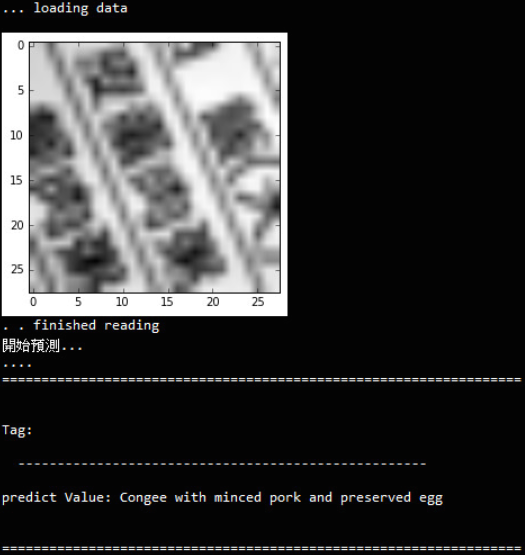 ... loading data
0
5
10
15
20
25
0 5 10 15 20 25
. . finished reading
開始預測...
....
=================================================================
Tag:
----------------------------------------------------
predict Value: Congee with minced pork and preserved egg
=================================================================